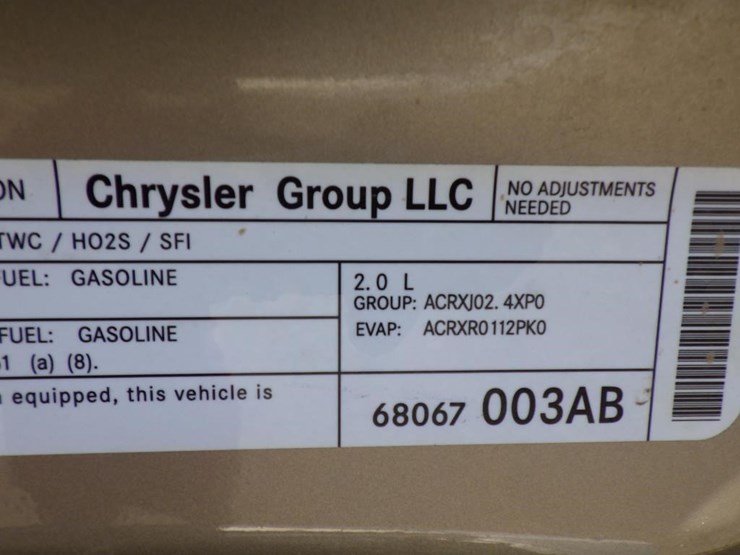 ON
Chrysler Group LLC
NO ADJUSTMENTS
NEEDED
TWC / HO2S / SFI
UEL: GASOLINE
2.0 L
GROUP: ACRXJ02. 4XP0
EVAP: ACRXR0112PK0
FUEL: GASOLINE
1 (a) (8).
equipped, this vehicle is
68067 003AB